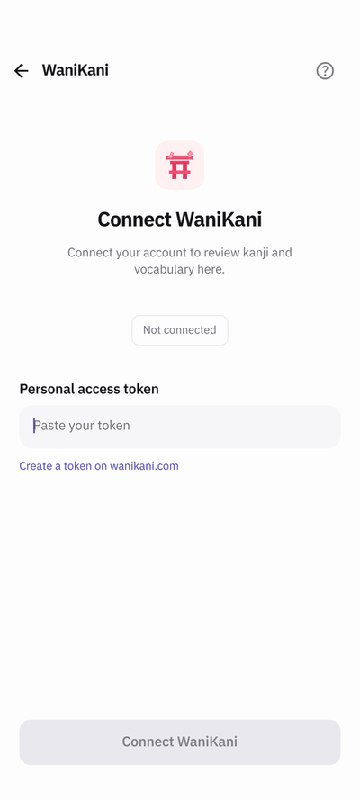 WaniKani
Connect WaniKani
Connect your account to review kanji and
vocabulary here.
Not connected
Personal access token
Paste your token
Create a token on wanikani.com
Connect WaniKani